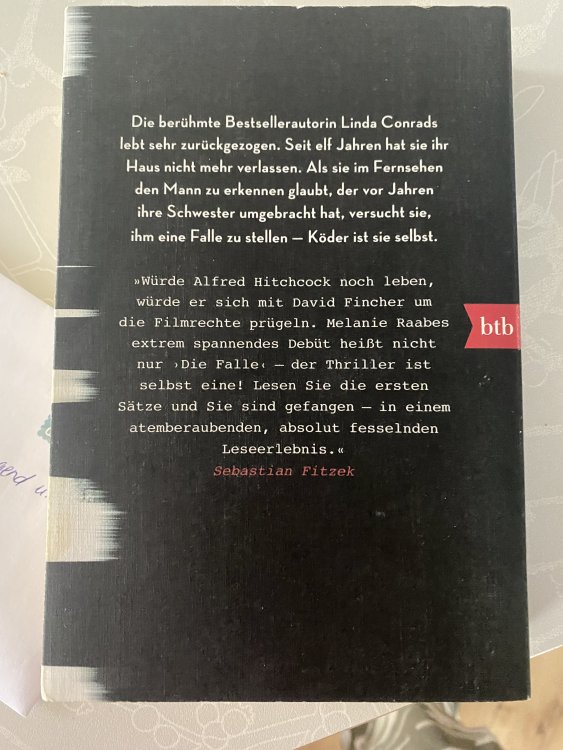 Die berühmte Bestsellerautorin Linda Conrads
lebt sehr zurückgezogen. Seit elf Jahren hat sie ihr
Haus nicht mehr verlassen. Als sie im Fernsehen
den Mann zu erkennen glaubt, der vor Jahren
ihre Schwester umgebracht hat, versucht sie,
ihm eine Falle zu stellen – Köder ist sie selbst.
»Würde Alfred Hitchcock noch leben,
würde er sich mit David Fincher um
die Filmrechte prügeln. Melanie Raabes
extrem spannendes Debüt heißt nicht
nur ›Die Falle‹ – der Thriller ist
selbst eine! Lesen Sie die ersten
Sätze und Sie sind gefangen – in einem
atemberaubenden, absolut fesselnden
Leseerlebnis.«
Sebastian Fitzek
btb